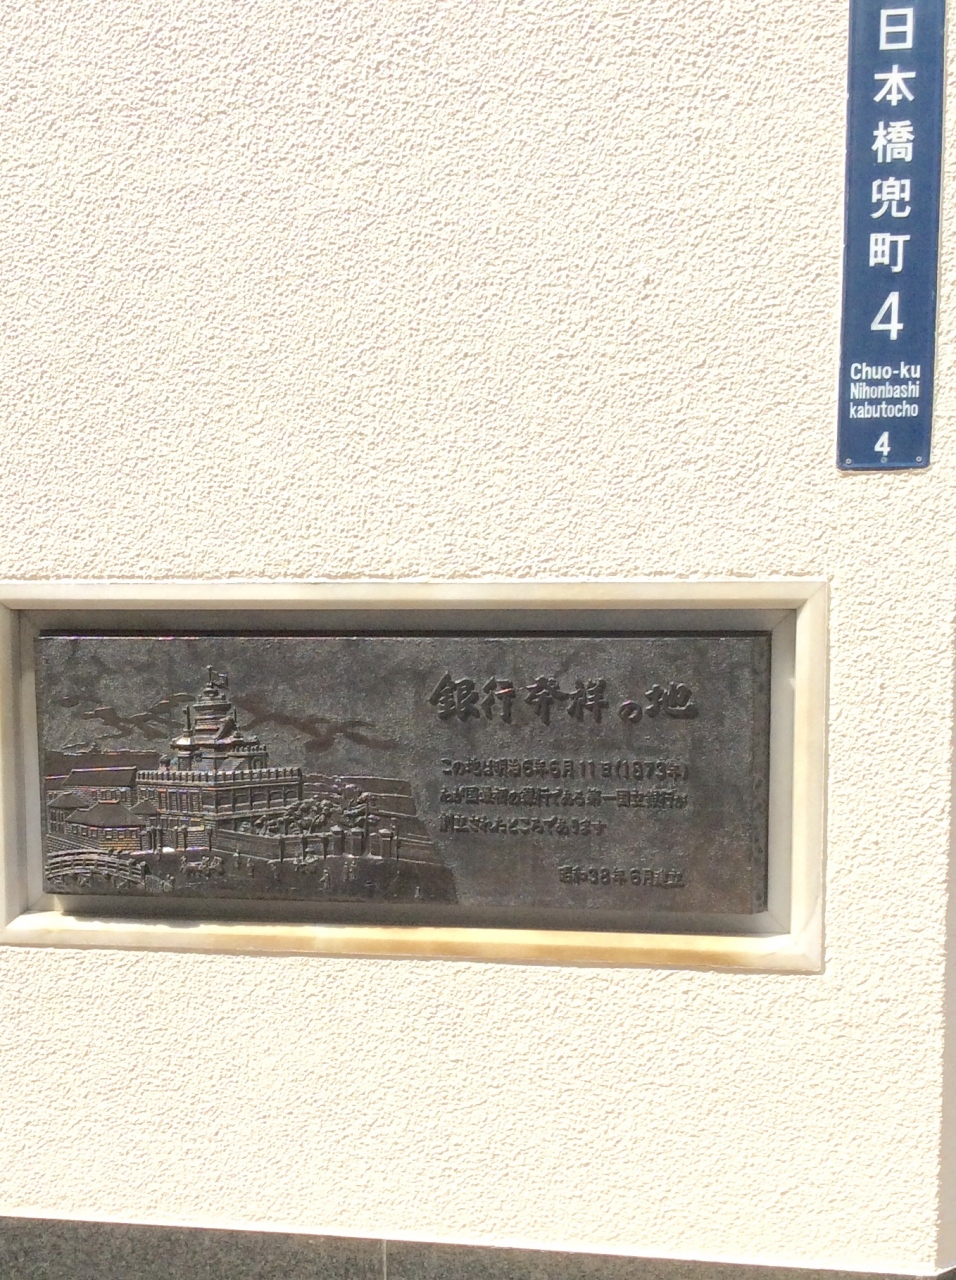 日本橋兜町4
Chuo-ku
Nihonbashi
kabutocho
4
銀行発祥の地
この地は明治6年6月11日(1873年)
わが国最初の銀行である第一国立銀行が
創立されたところであります
昭和38年6月建立